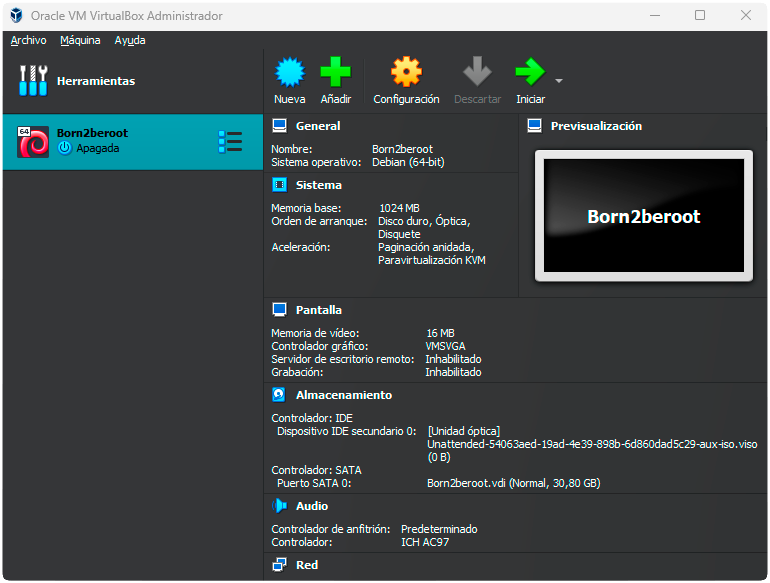 Oracle VM VirtualBox Administrador
Archivo Máquina Ayuda
Herramientas
Nueva Añadir Configuración Descartar Iniciar
64
Born2beroot
Apagada
General
Nombre: Born2beroot
Sistema operativo: Debian (64-bit)
Previsualización
Born2beroot
Sistema
Memoria base: 1024 MB
Orden de arranque: Disco duro, Óptica,
Disquete
Aceleración: Paginación anidada,
Paravirtualización KVM
Pantalla
Memoria de vídeo: 16 MB
Controlador gráfico: VMSVGA
Servidor de escritorio remoto: Inhabilitado
Grabación: Inhabilitado
Almacenamiento
Controlador: IDE
Dispositivo IDE secundario 0: [Unidad óptica]
Unattended-54063aed-19ad-4e39-898b-6d860dad5c29-aux-iso.viso
(0 B)
Controlador: SATA
Puerto SATA 0: Born2beroot.vdi (Normal, 30,80 GB)
Audio
Controlador de anfitrión: Predeterminado
Controlador: ICH AC97
Red